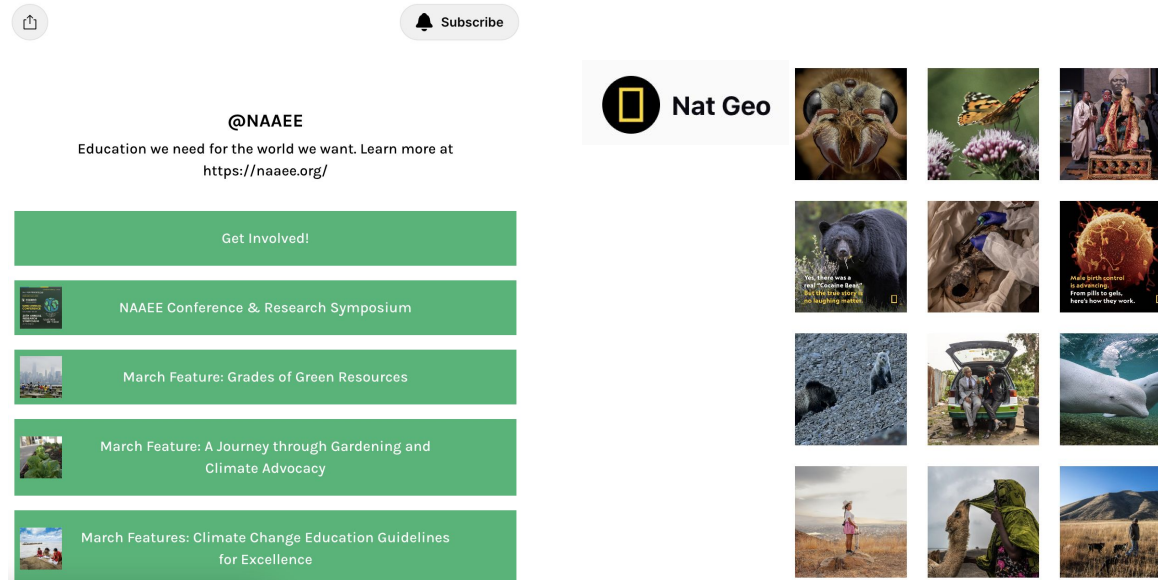 Subscribe
@NAAEE
Education we need for the world we want. Learn more at
https://naaee.org/
Get Involved!
NAAEE Conference & Research Symposium
March Feature: Grades of Green Resources
March Feature: A Journey through Gardening and
Climate Advocacy
March Features: Climate Change Education Guidelines
for Excellence
Nat Geo
Yes, there was a
real "Cocaine Bear."
But the true story is
no laughing matter.
Male birth control
is advancing.
From pills to gels,
here's how they work.